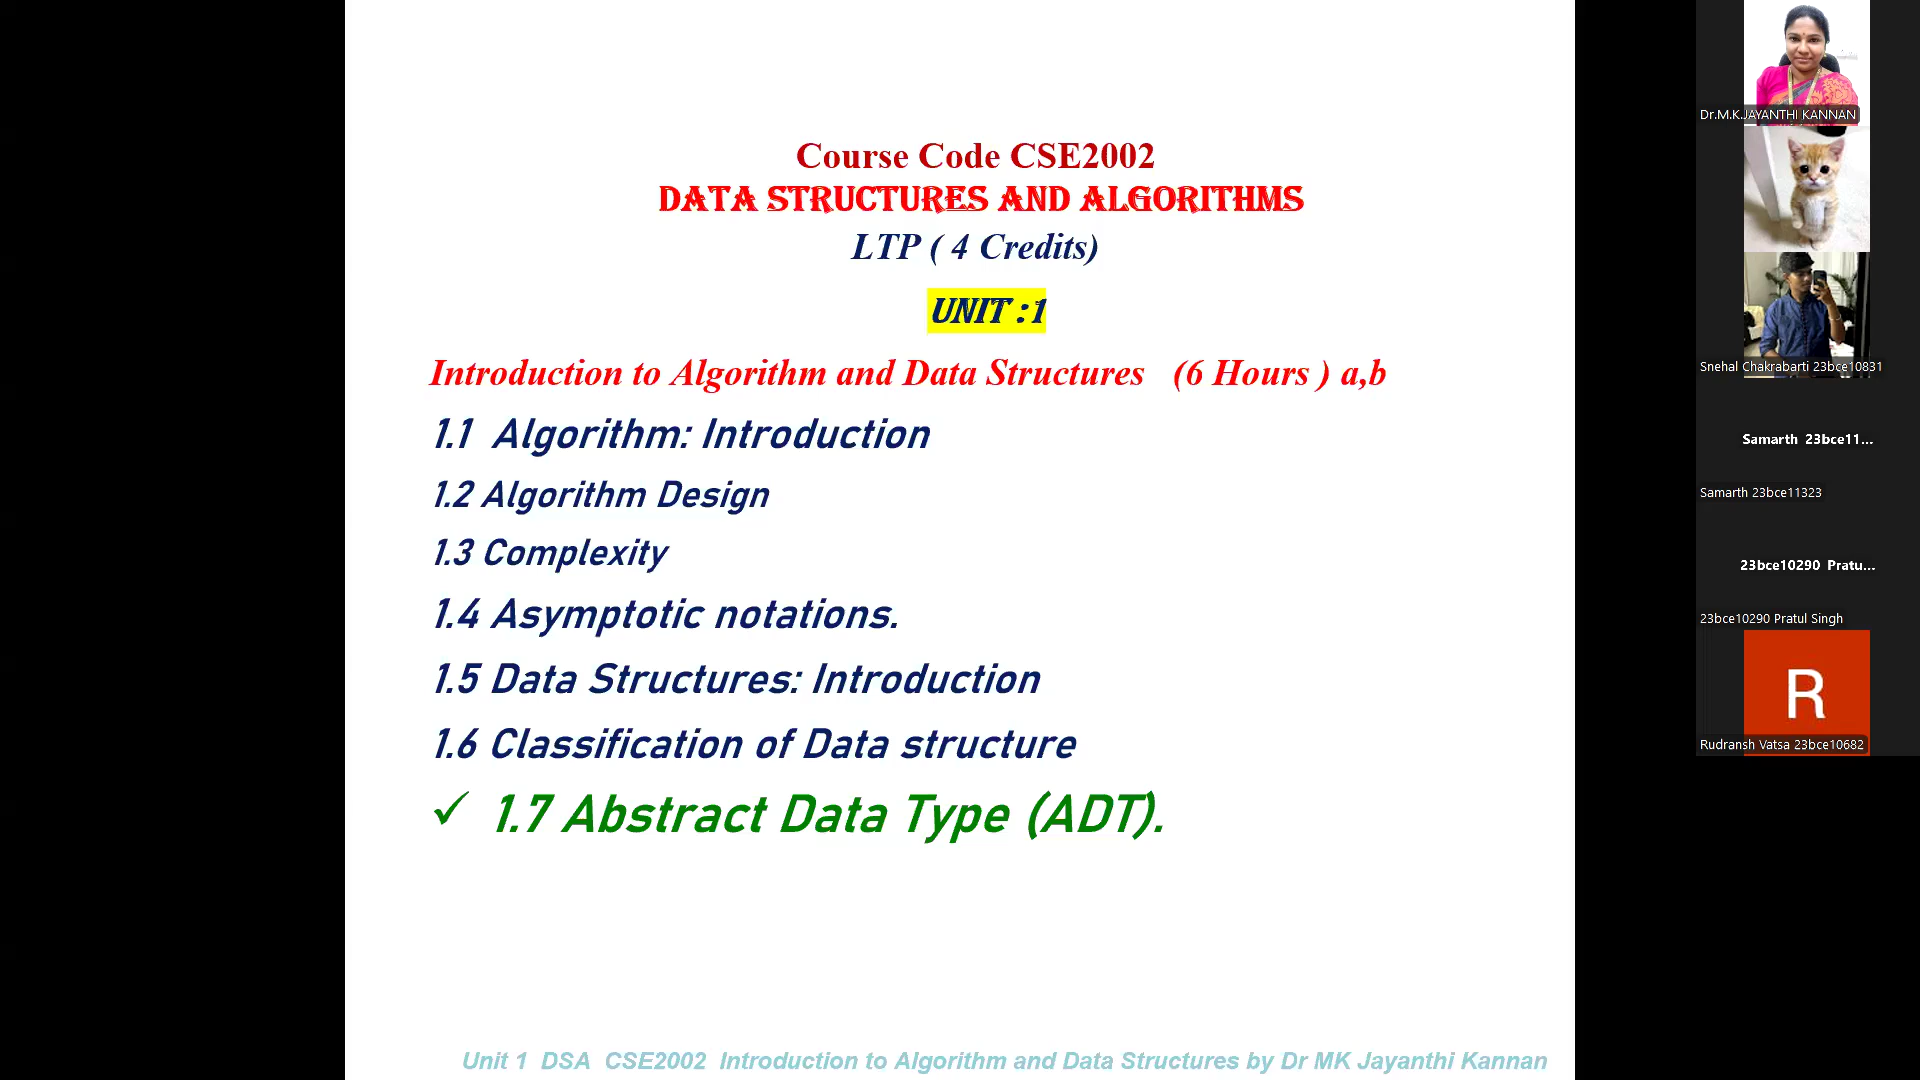 Course Code CSE2002
DATA STRUCTURES AND ALGORITHMS
LTP ( 4 Credits)
UNIT :1
Introduction to Algorithm and Data Structures (6 Hours ) a,b
1.1 Algorithm: Introduction
1.2 Algorithm Design
1.3 Complexity
1.4 Asymptotic notations.
1.5 Data Structures: Introduction
1.6 Classification of Data structure
✓ 1.7 Abstract Data Type (ADT).
Unit 1 DSA CSE2002 Introduction to Algorithm and Data Structures by Dr MK Jayanthi Kannan
Dr.M.K.JAYANTHI KANNAN
Snehal Chakrabarti 23bce10831
Samarth 23bce11...
Samarth 23bce11323
23bce10290 Pratu...
23bce10290 Pratul Singh
R
Rudransh Vatsa 23bce10682